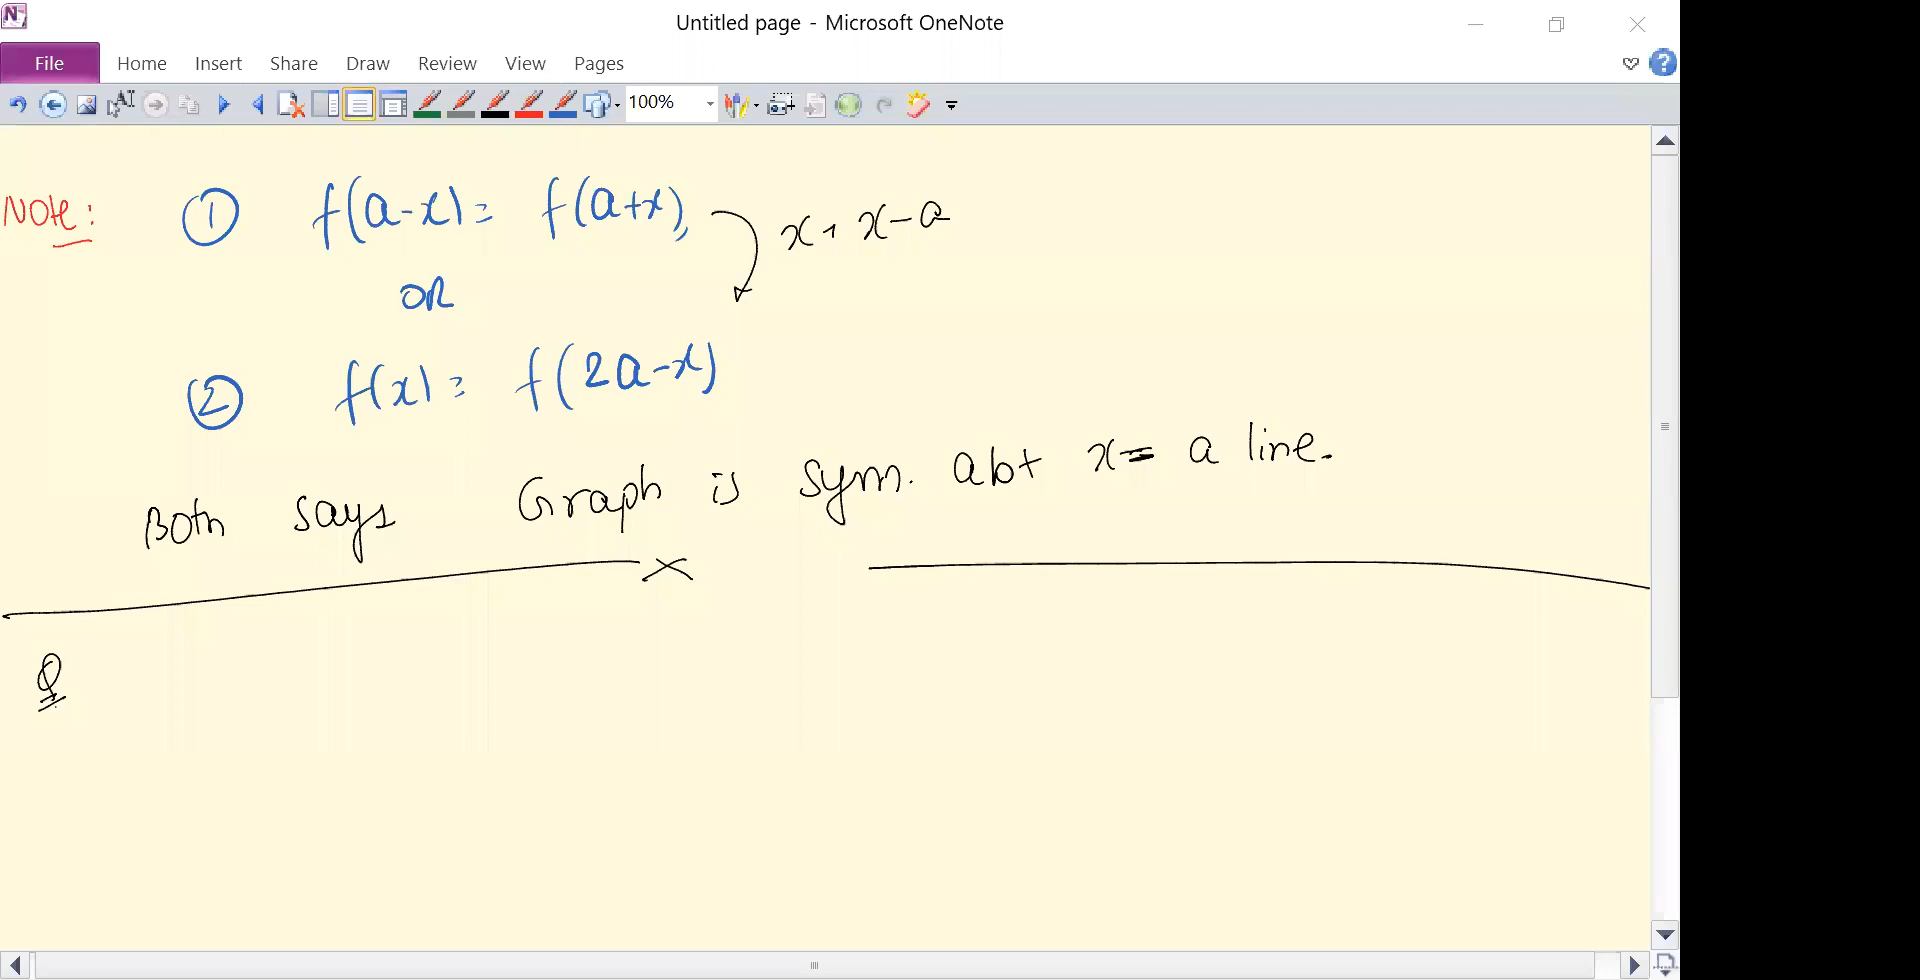 Untitled page - Microsoft OneNote
File Home Insert Share Draw Review View Pages
100%
Note: ① f(a-x) = f(a+x), x → x-a
OR
② f(x) = f(2a-x)
Both says Graph is sym. abt x = a line.
Q